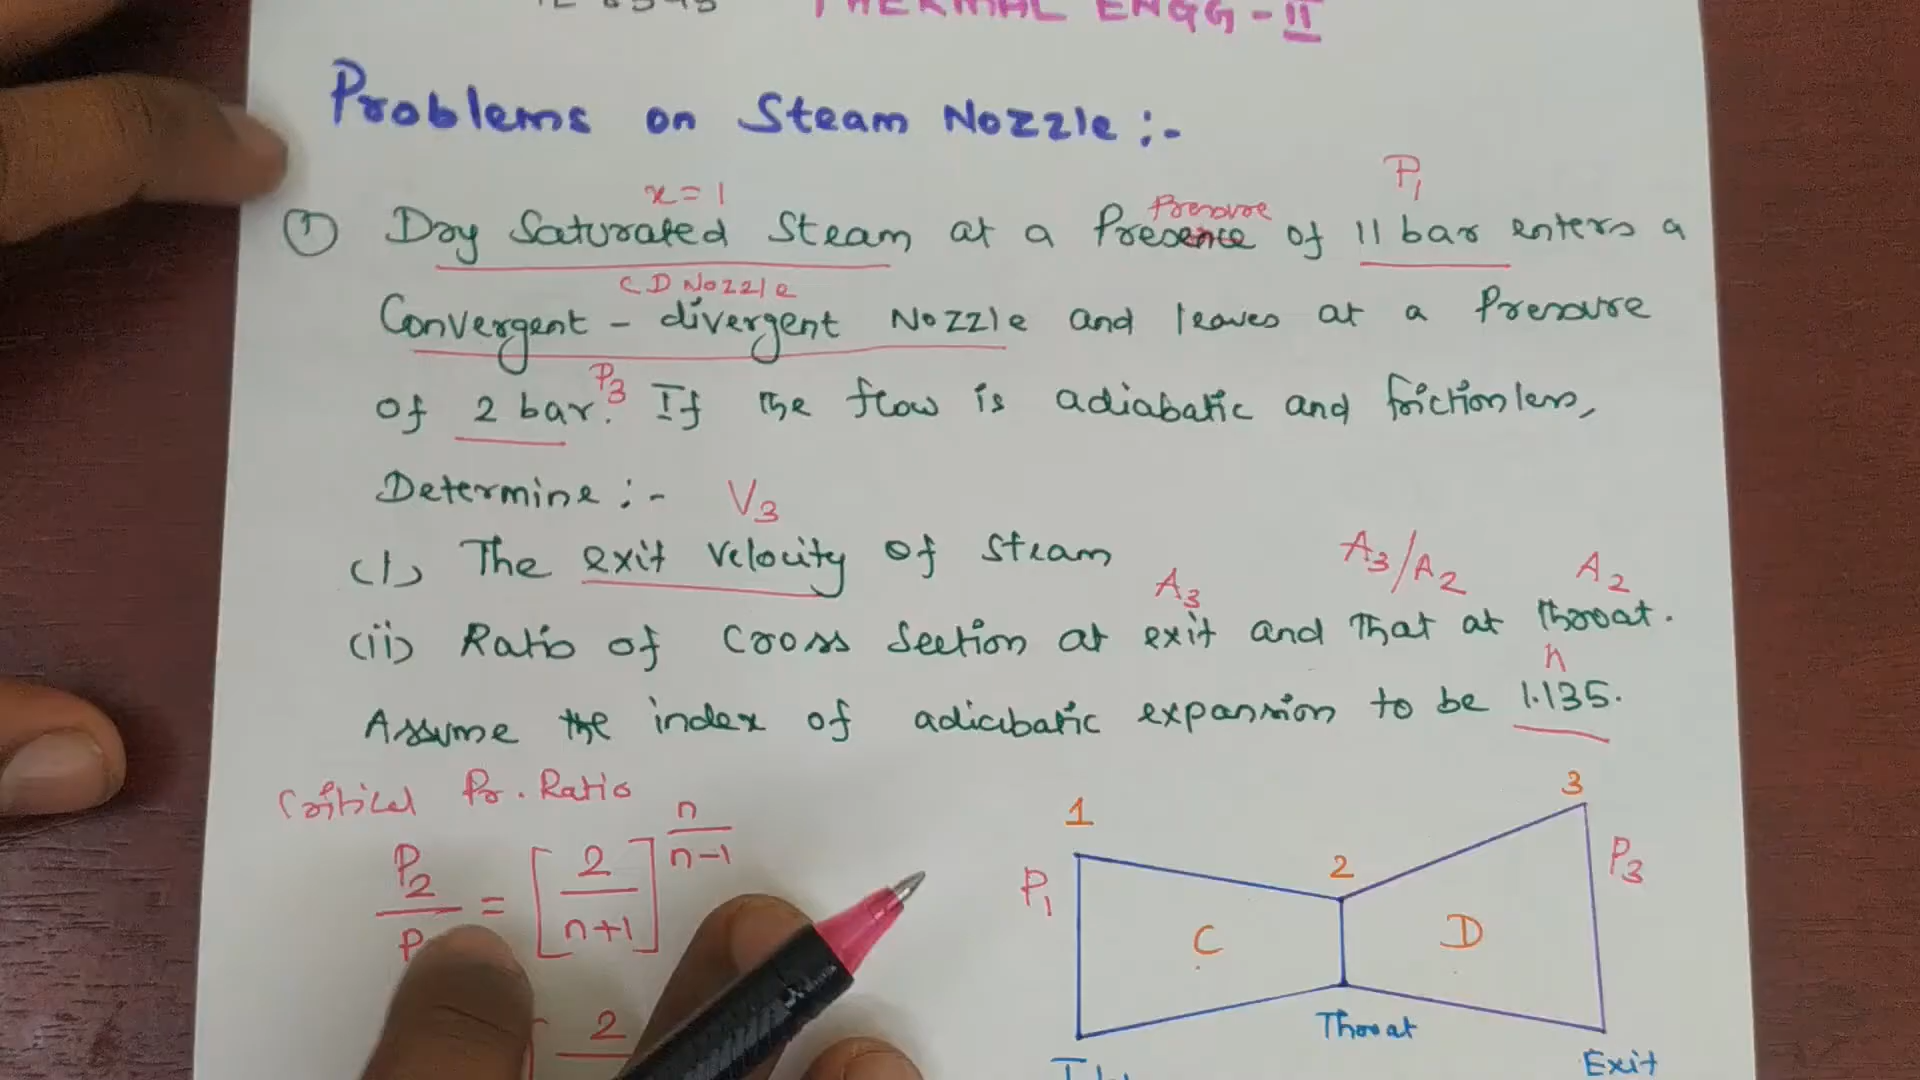 THERMAL ENGG - II
Problems on Steam Nozzle :-
P1
x = 1
Pressure
① Dry Saturated Steam at a Presence of 11 bar enters a
CD Nozzle
Convergent - divergent Nozzle and leaves at a Pressure
P3
of 2 bar. If the flow is adiabatic and frictionless,
Determine :- V3
(i) The exit velocity of steam
A3 A3/A2 A2
(ii) Ratio of cross section at exit and that at throat.
n
Assume the index of adiabatic expansion to be 1.135.
Critical Pr. Ratio
P2/P = [2/n+1] n/n-1
2
1 2 3
P1 C D P3
Throat
Exit